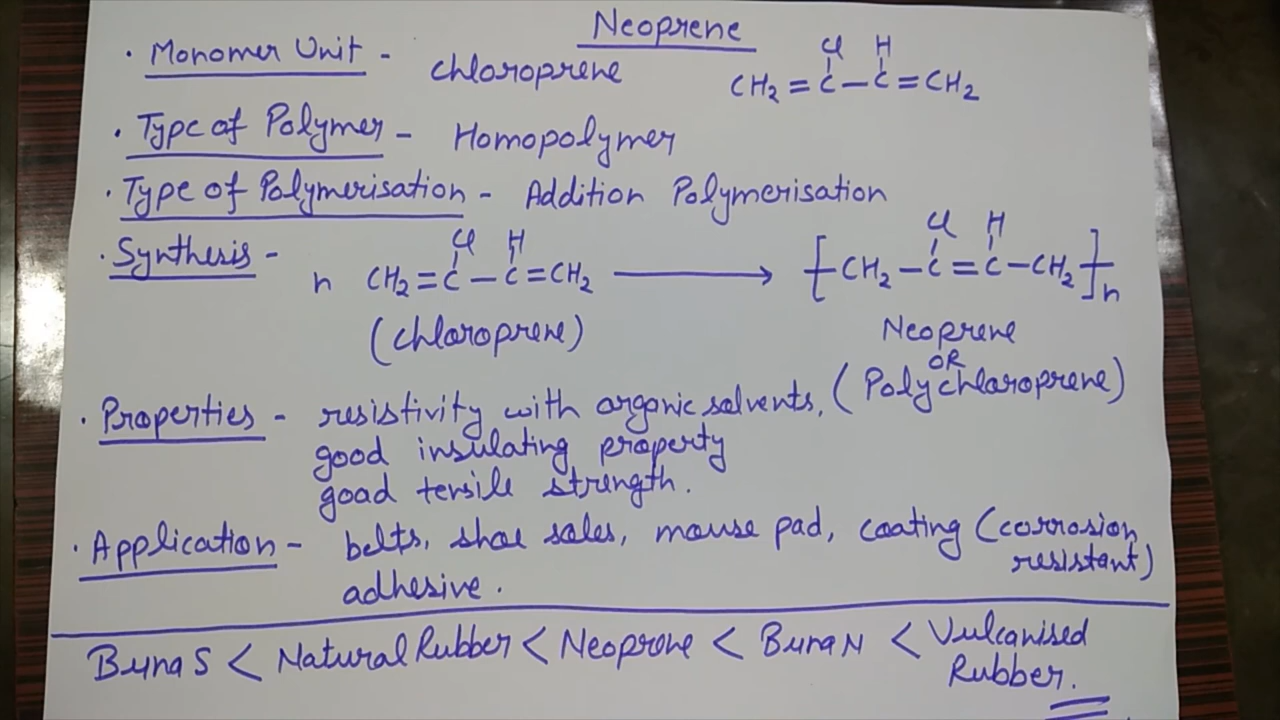 Neoprene
· Monomer Unit - Chloroprene
Cl H
CH₂ = C — C = CH₂
· Type of Polymer - Homopolymer
· Type of Polymerisation - Addition Polymerisation
· Synthesis -
Cl H Cl H
n CH₂ = C — C = CH₂ ⟶ [ CH₂ — C = C — CH₂ ]n
(Chloroprene) Neoprene
OR
(Polychloroprene)
· Properties - resistivity with organic solvents,
good insulating property
good tensile strength.
· Application - belts, shoe soles, mouse pad, coating (corrosion
resistant)
adhesive.
Buna S < Natural Rubber < Neoprene < Buna N < Vulcanised
Rubber.